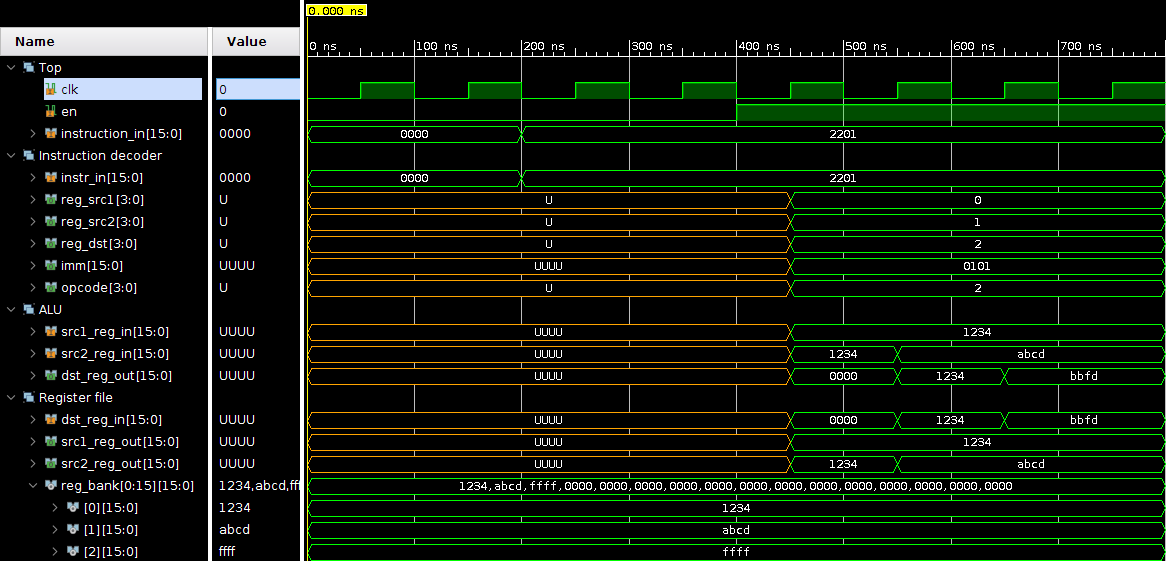 0.000 ns
Name Value
0 ns 100 ns 200 ns 300 ns 400 ns 500 ns 600 ns 700 ns
Top
clk 0
en 0
instruction_in[15:0] 0000 0000 2201
Instruction decoder
instr_in[15:0] 0000 0000 2201
reg_src1[3:0] U U 0
reg_src2[3:0] U U 1
reg_dst[3:0] U U 2
imm[15:0] UUUU UUUU 0101
opcode[3:0] U U 2
ALU
src1_reg_in[15:0] UUUU UUUU 1234
src2_reg_in[15:0] UUUU UUUU 1234 abcd
dst_reg_out[15:0] UUUU UUUU 0000 1234 bbfd
Register file
dst_reg_in[15:0] UUUU UUUU 0000 1234 bbfd
src1_reg_out[15:0] UUUU UUUU 1234
src2_reg_out[15:0] UUUU UUUU 1234 abcd
reg_bank[0:15][15:0] 1234,abcd,fff 1234,abcd,ffff,0000,0000,0000,0000,0000,0000,0000,0000,0000,0000,0000,0000,0000
[0][15:0] 1234 1234
[1][15:0] abcd abcd
[2][15:0] ffff ffff